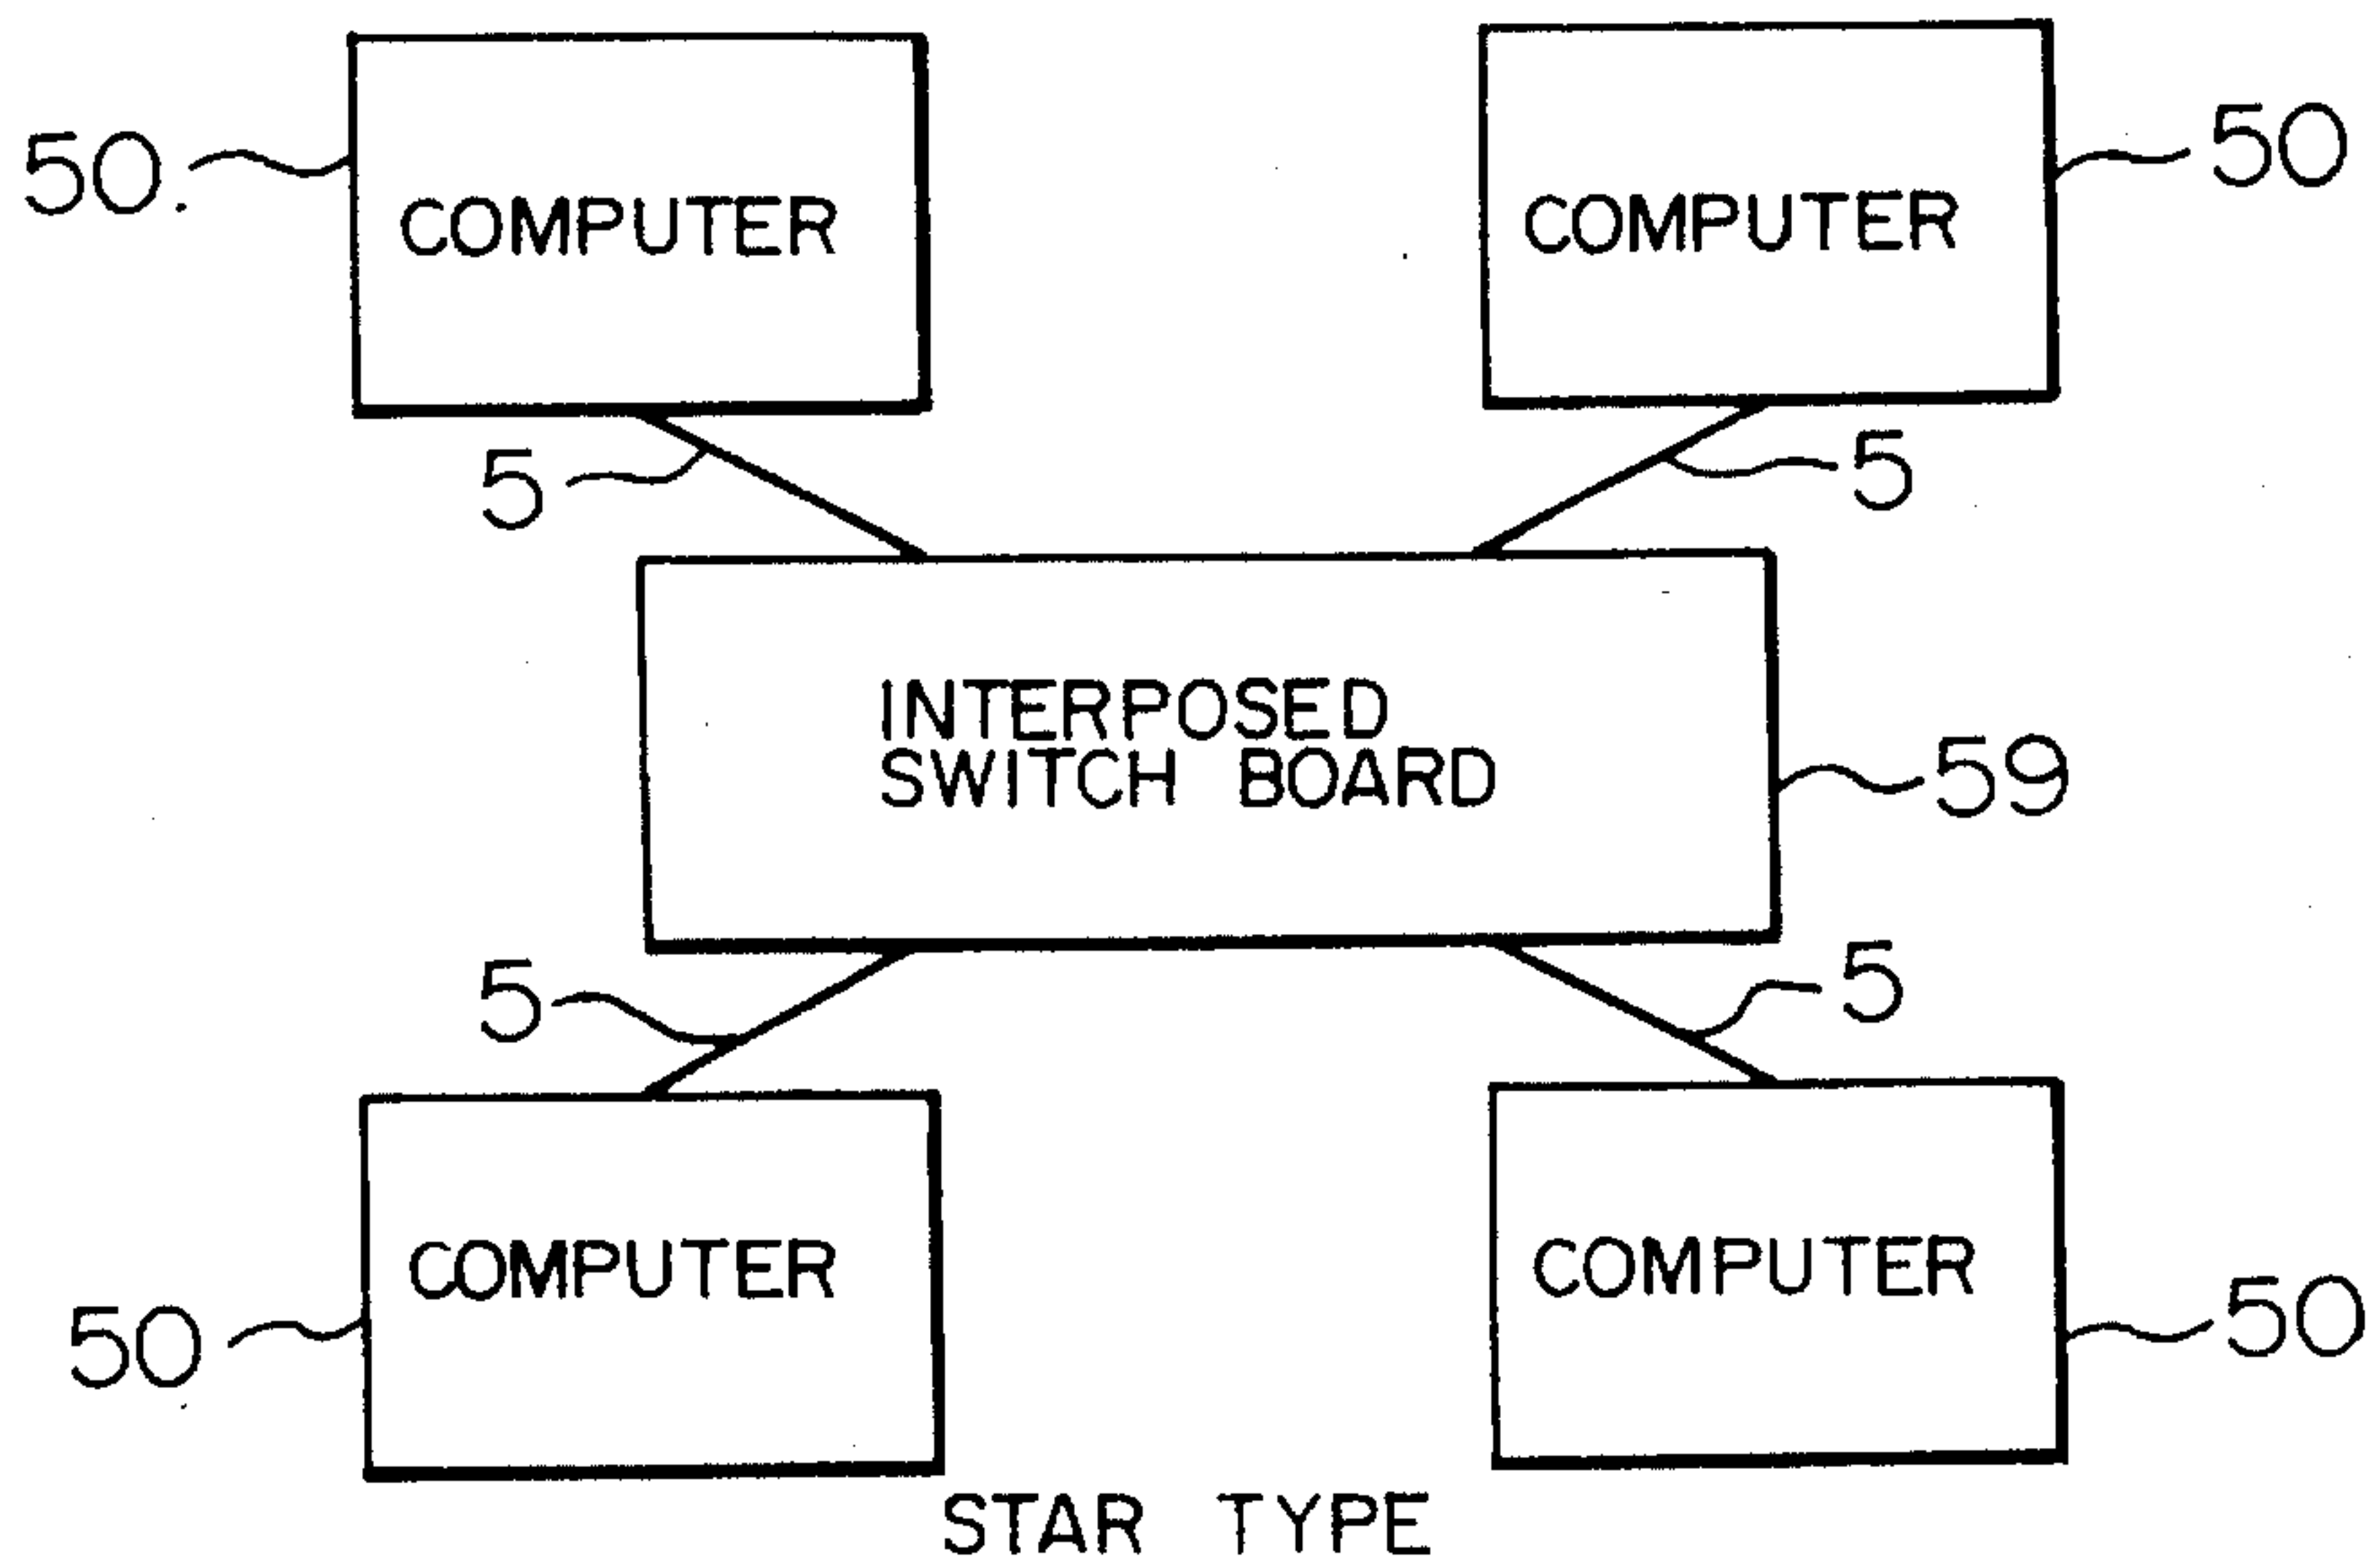 50. COMPUTER
COMPUTER 50
5
5
INTERPOSED
SWITCH BOARD
59
5
5
COMPUTER
COMPUTER
50
50
STAR TYPE